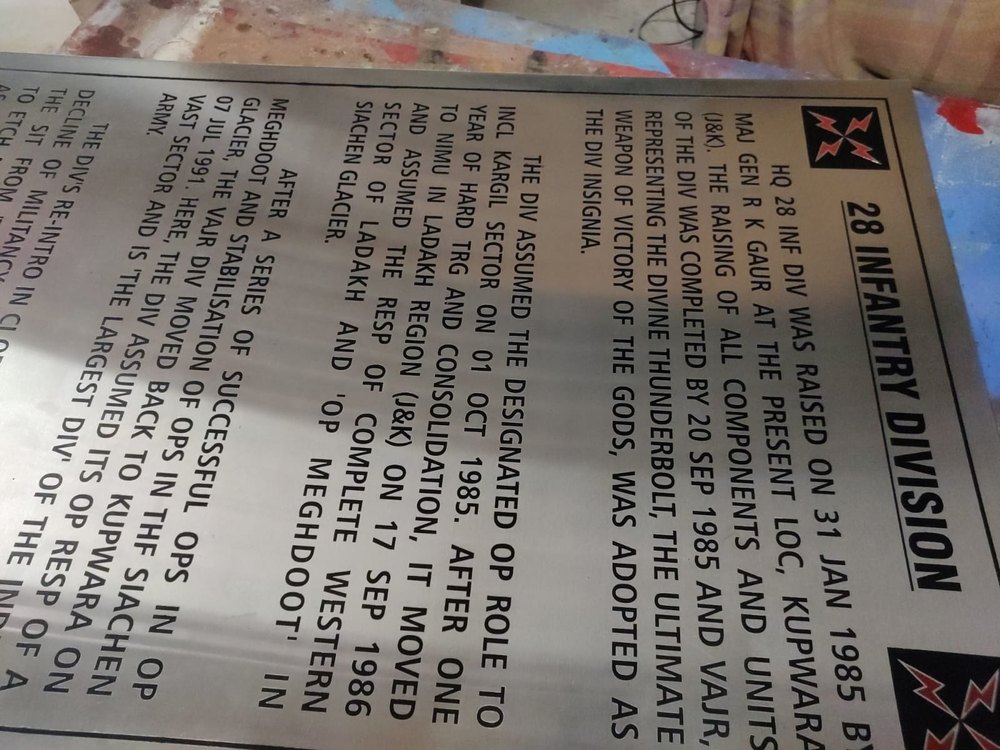 28 INFANTRY DIVISION
HQ 28 INF DIV WAS RAISED ON 31 JAN 1985 BY
MAJ GEN R K GAUR AT THE PRESENT LOC, KUPWARA
(J&K). THE RAISING OF ALL COMPONENTS AND UNITS
OF THE DIV WAS COMPLETED BY 20 SEP 1985 AND VAJR,
REPRESENTING THE DIVINE THUNDERBOLT, THE ULTIMATE
WEAPON OF VICTORY OF THE GODS, WAS ADOPTED AS
THE DIV INSIGNIA.
THE DIV ASSUMED THE DESIGNATED OP ROLE TO
INCL KARGIL SECTOR ON 01 OCT 1985. AFTER ONE
YEAR OF HARD TRG AND CONSOLIDATION, IT MOVED
TO NIMU IN LADAKH REGION (J&K) ON 17 SEP 1986
AND ASSUMED THE RESP OF COMPLETE WESTERN
SECTOR OF LADAKH AND 'OP MEGHDOOT' IN
SIACHEN GLACIER.
AFTER A SERIES OF SUCCESSFUL OPS IN OP
MEGHDOOT AND STABILISATION OF OPS IN THE SIACHEN
GLACIER, THE VAJR DIV MOVED BACK TO KUPWARA ON
07 JUL 1991. HERE, THE DIV ASSUMED ITS OP RESP OF A
VAST SECTOR AND IS 'THE LARGEST DIV' OF THE
ARMY.
THE DIVS RE-INTRO IN
DECLINE OF MILITANCY
THE SIT FROM
TO ETCH
AS